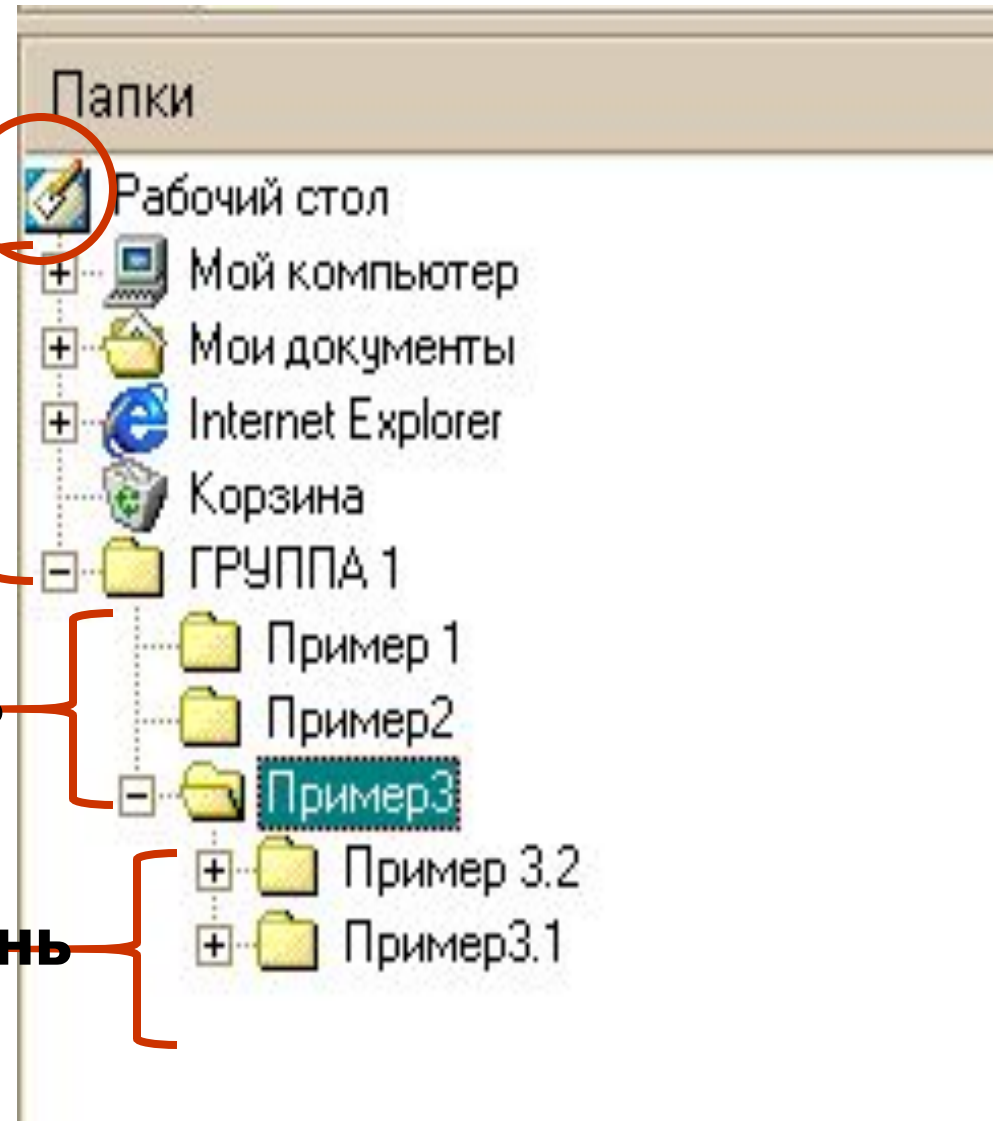 Папки
Рабочий стол
Мой компьютер
Мои документы
Internet Explorer
Корзина
ГРУППА 1
Пример 1
Пример2
Пример3
Пример 3.2
Пример3.1
нь